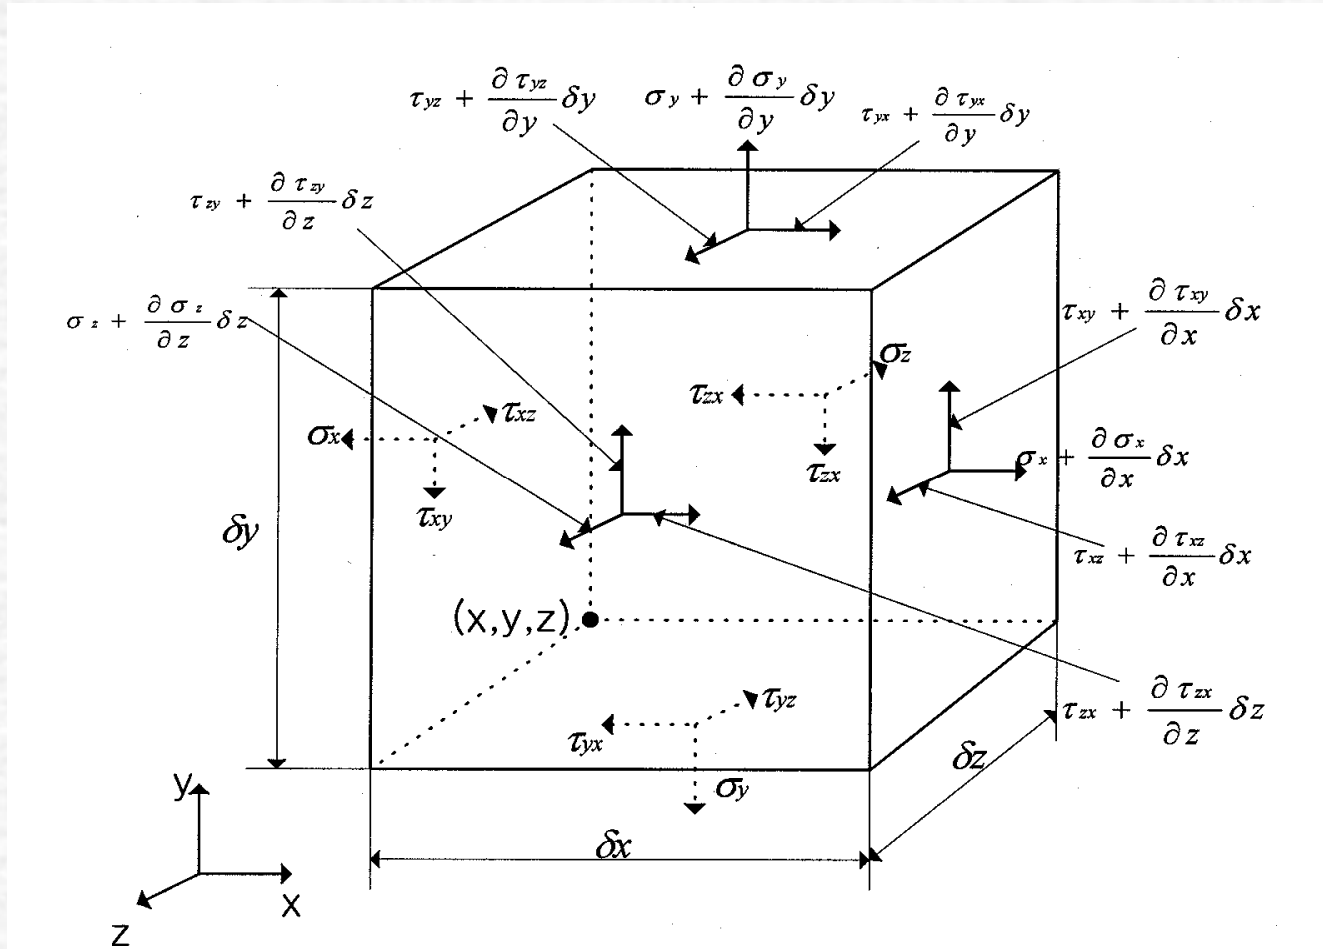 τyz + ∂τyz/∂y δy
σy + ∂σy/∂y δy
τyx + ∂τyx/∂y δy
τzy + ∂τzy/∂z δz
σz + ∂σz/∂z δz
τxy + ∂τxy/∂x δx
σz
τzx
τzx
τxz
σx
τxy
σx + ∂σx/∂x δx
δy
τxz + ∂τxz/∂x δx
(x,y,z)
τyz
τyx
σy
τzx + ∂τzx/∂z δz
δz
δx
y
x
z